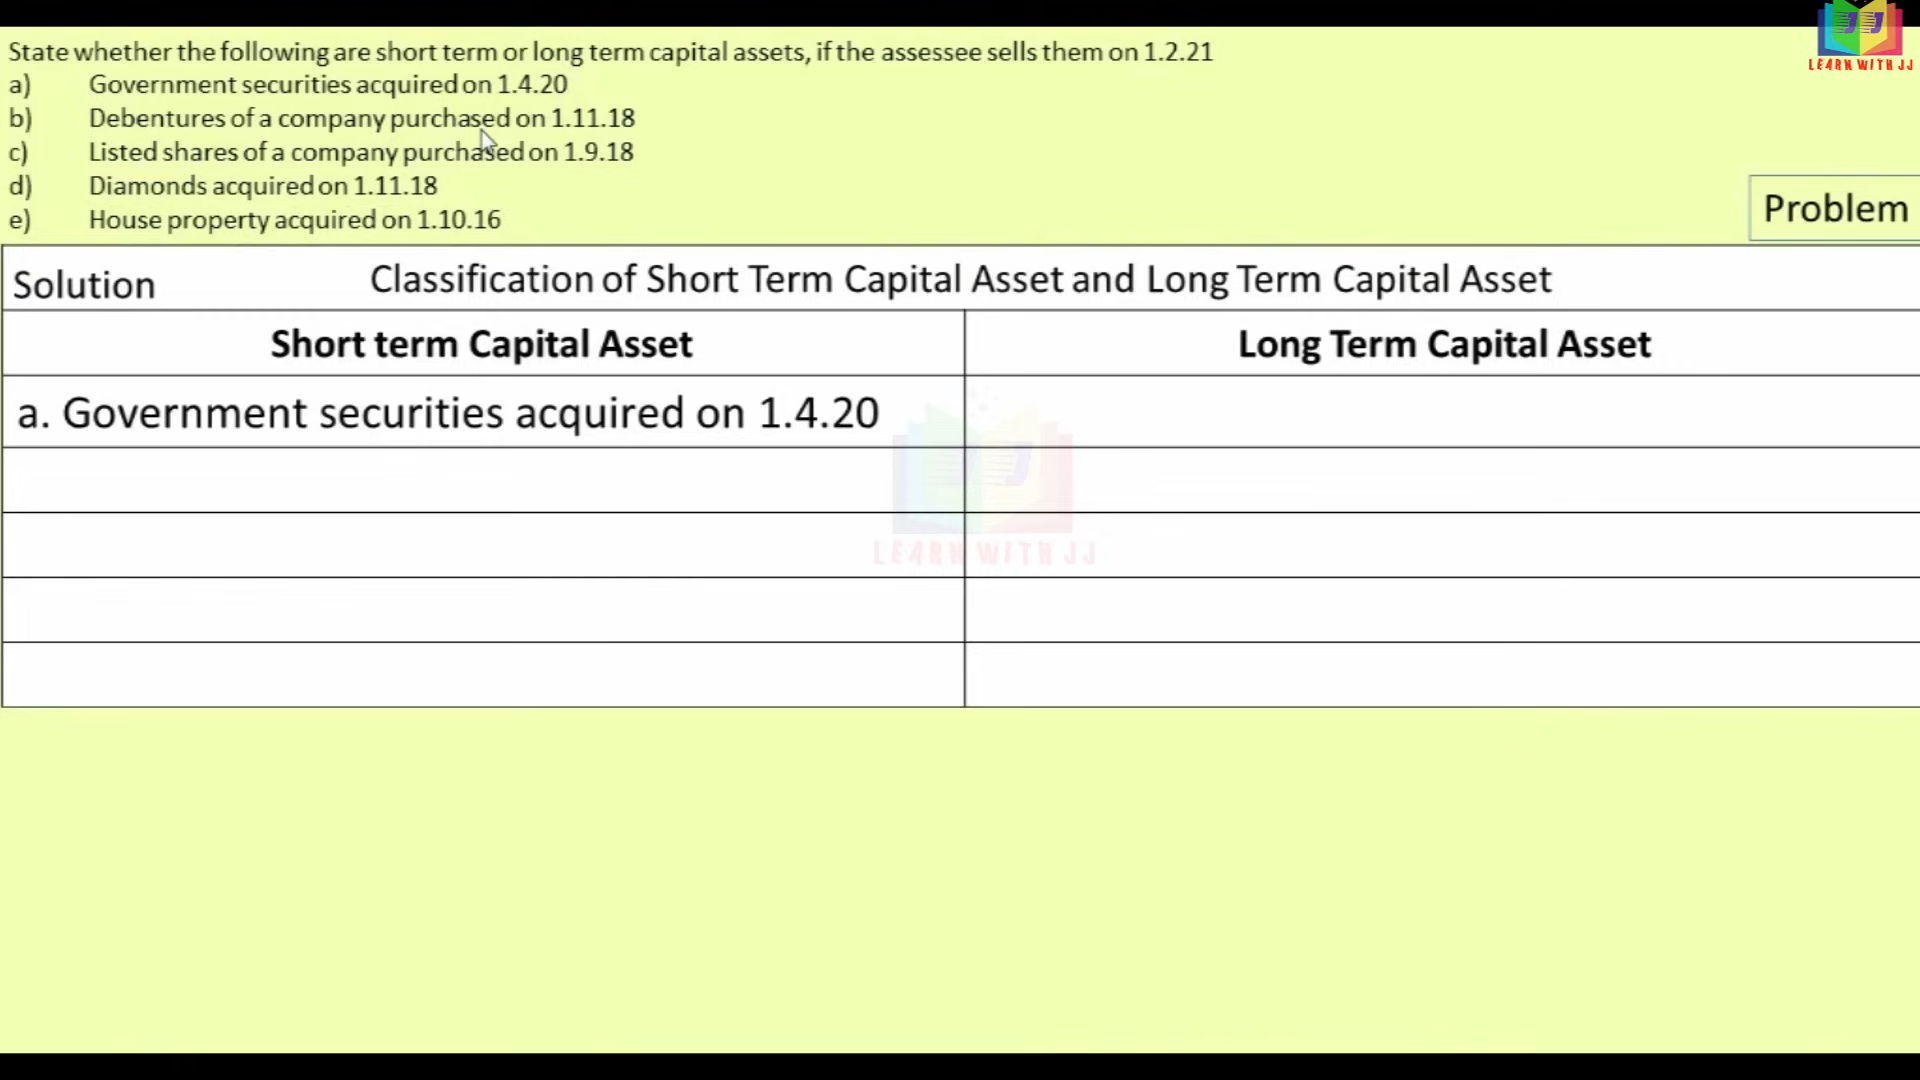 LEARN WITH JJ
State whether the following are short term or long term capital assets, if the assessee sells them on 1.2.21
a) Government securities acquired on 1.4.20
b) Debentures of a company purchased on 1.11.18
c) Listed shares of a company purchased on 1.9.18
d) Diamonds acquired on 1.11.18
e) House property acquired on 1.10.16
Problem
Solution Classification of Short Term Capital Asset and Long Term Capital Asset
Short term Capital Asset Long Term Capital Asset
a. Government securities acquired on 1.4.20
LEARN WITH JJ